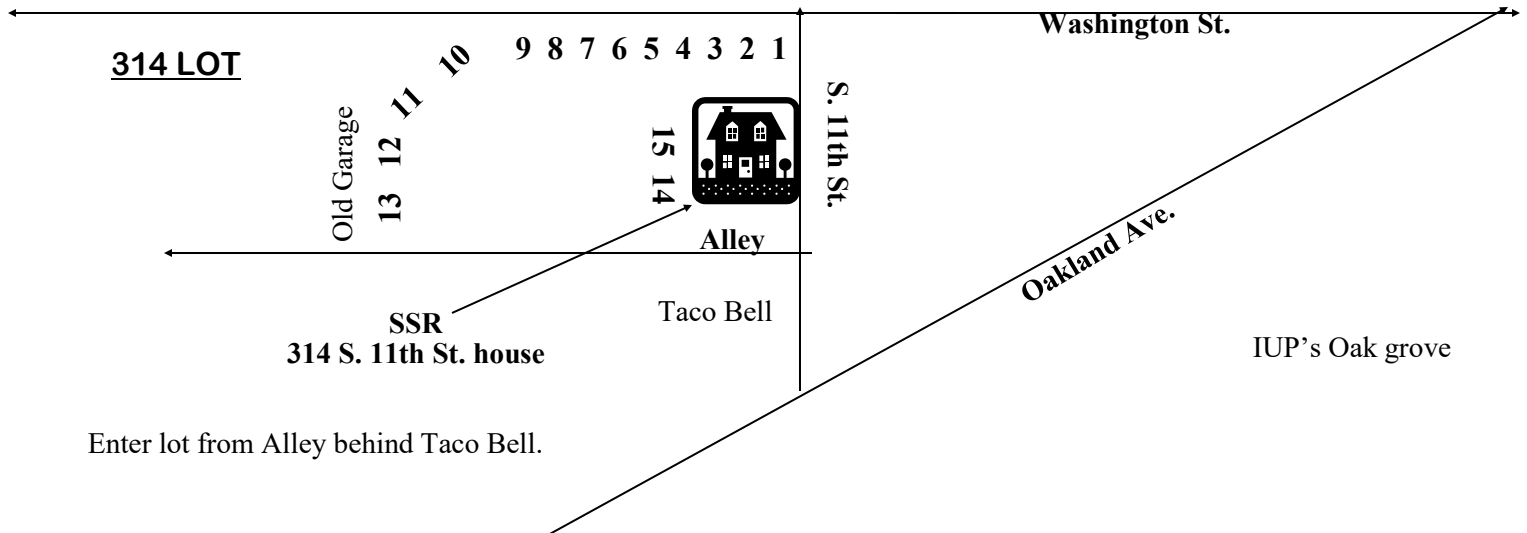 Washington St.
314 LOT
9 8 7 6 5 4 3 2 1
10
11
12
13
Old Garage
15 14
S. 11th St.
Alley
Oakland Ave.
Taco Bell
SSR
314 S. 11th St. house
IUP’s Oak grove
Enter lot from Alley behind Taco Bell.